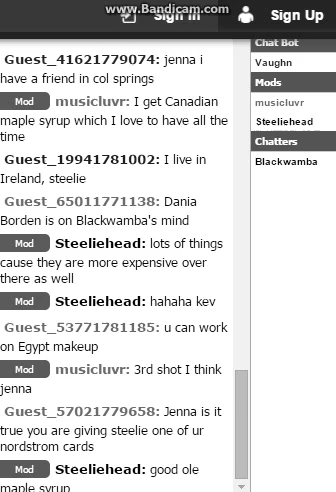 www.Bandicam.com
Sign In
Sign Up
Guest_41621779074: jenna i
have a friend in col springs
Mod musicluvr: I get Canadian
maple syrup which I love to have all the
time
Guest_19941781002: I live in
Ireland, steelie
Guest_65011771138: Dania
Borden is on Blackwamba's mind
Mod Steeliehead: lots of things
cause they are more expensive over
there as well
Mod Steeliehead: hahaha kev
Guest_53771781185: u can work
on Egypt makeup
Mod musicluvr: 3rd shot I think
jenna
Guest_57021779658: Jenna is it
true you are giving steelie one of ur
nordstrom cards
Mod Steeliehead: good ole
maple syrup
Chat Bot
Vaughn
Mods
musicluvr
Steeliehead
Chatters
Blackwamba